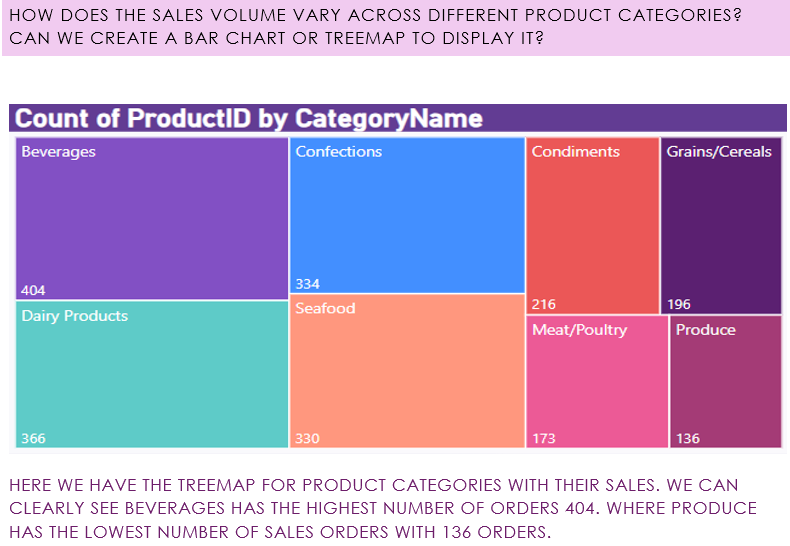 HOW DOES THE SALES VOLUME VARY ACROSS DIFFERENT PRODUCT CATEGORIES?
CAN WE CREATE A BAR CHART OR TREEMAP TO DISPLAY IT?
Count of ProductID by CategoryName
Beverages
404
Confections
334
Condiments
216
Grains/Cereals
196
Dairy Products
366
Seafood
330
Meat/Poultry
173
Produce
136
HERE WE HAVE THE TREEMAP FOR PRODUCT CATEGORIES WITH THEIR SALES. WE CAN
CLEARLY SEE BEVERAGES HAS THE HIGHEST NUMBER OF ORDERS 404. WHERE PRODUCE
HAS THE LOWEST NUMBER OF SALES ORDERS WITH 136 ORDERS.